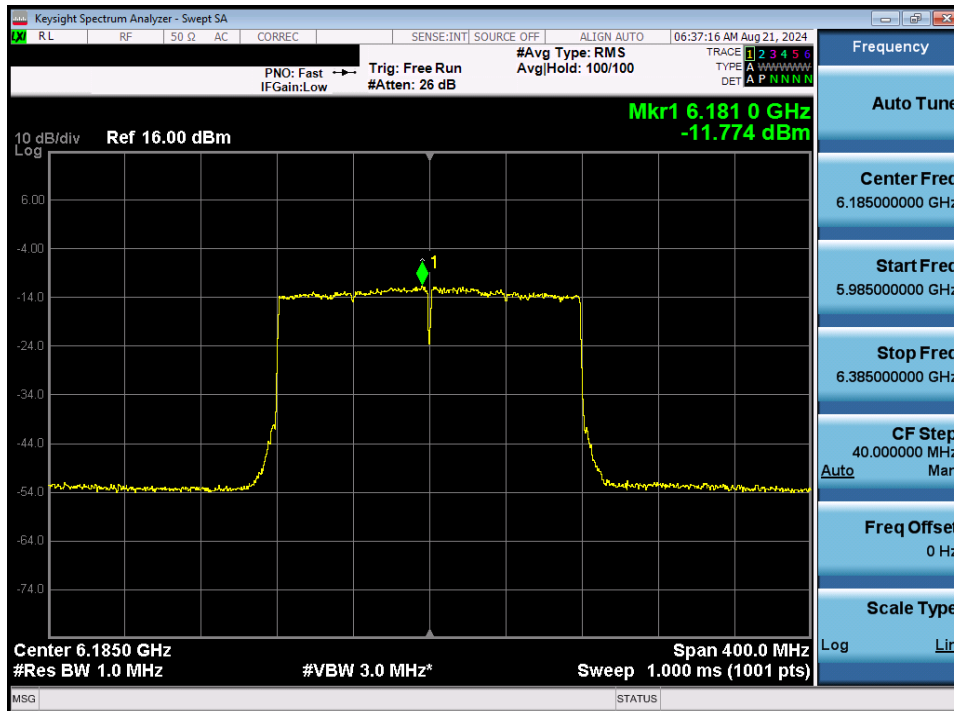 Keysight Spectrum Analyzer - Swept SA
LXI RL RF 50 Ω AC CORREC SENSE:INT SOURCE OFF ALIGN AUTO 06:37:16 AM Aug 21, 2024
PNO: Fast Trig: Free Run #Avg Type: RMS TRACE 1 2 3 4 5 6
IFGain:Low #Atten: 26 dB Avg|Hold: 100/100 TYPE A WWWWW
DET A P N N N N
Mkr1 6.181 0 GHz
-11.774 dBm
10 dB/div Ref 16.00 dBm
Log
1
6.00
-4.00
-14.0
-24.0
-34.0
-44.0
-54.0
-64.0
-74.0
Center 6.1850 GHz Span 400.0 MHz
#Res BW 1.0 MHz #VBW 3.0 MHz* Sweep 1.000 ms (1001 pts)
MSG STATUS
Frequency
Auto Tune
Center Freq
6.185000000 GHz
Start Freq
5.985000000 GHz
Stop Freq
6.385000000 GHz
CF Step
40.000000 MHz
Auto Man
Freq Offset
0 Hz
Scale Type
Log Lin